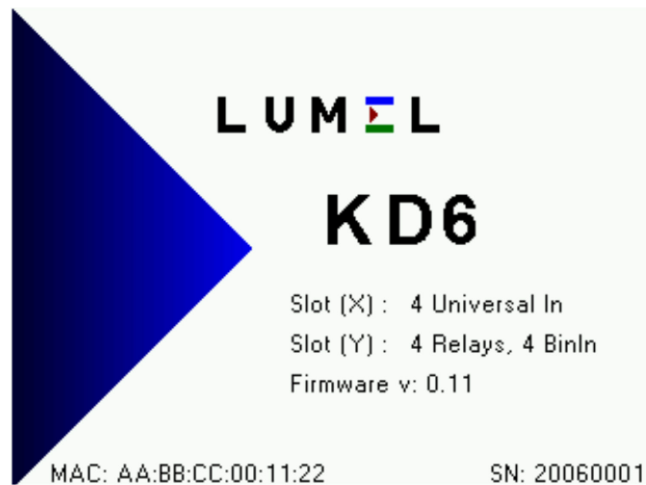 LUMEL
KD6
Slot (X) : 4 Universal In
Slot (Y) : 4 Relays, 4 BinIn
Firmware v: 0.11
MAC: AA:BB:CC:00:11:22 SN: 20060001